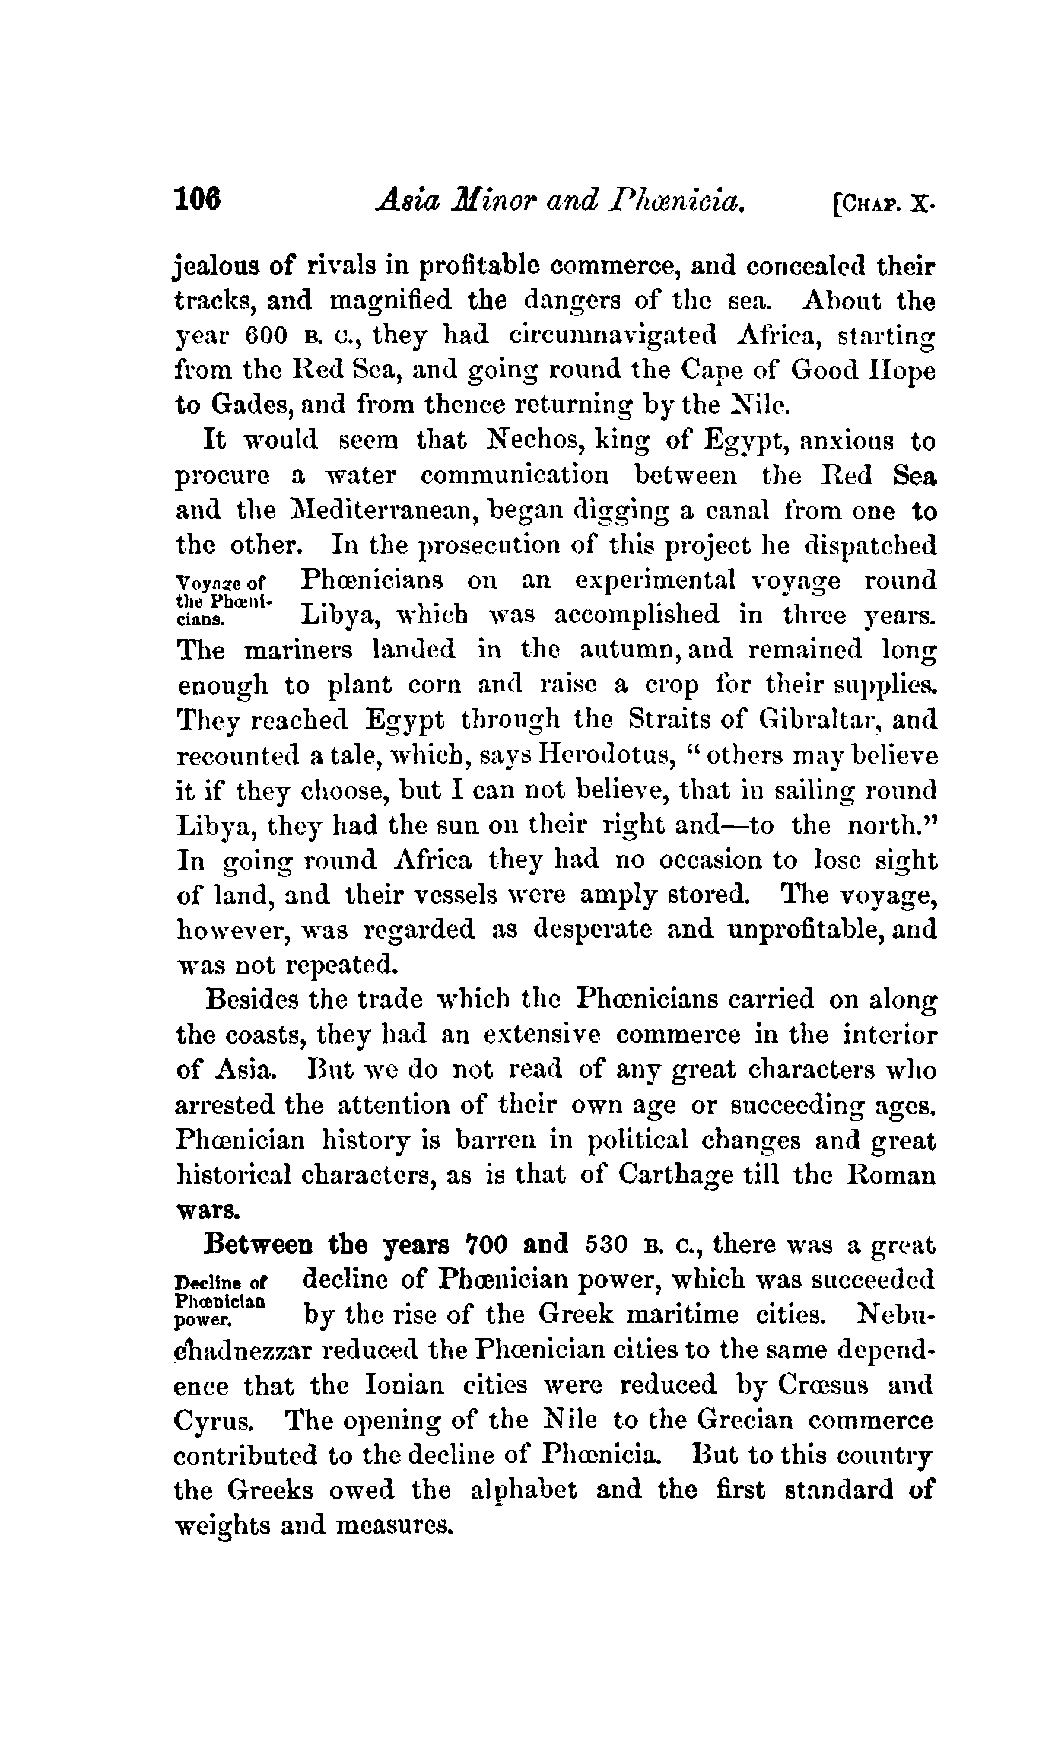 106 Asia Minor and Phœnicia. [CHAP. X.
jealous of rivals in profitable commerce, and concealed their
tracks, and magnified the dangers of the sea. About the
year 600 B. C., they had circumnavigated Africa, starting
from the Red Sea, and going round the Cape of Good Hope
to Gades, and from thence returning by the Nile.
It would seem that Nechos, king of Egypt, anxious to
procure a water communication between the Red Sea
and the Mediterranean, began digging a canal from one to
the other. In the prosecution of this project he dispatched
Voyage of
the Phœni-
cians.
Phœnicians on an experimental voyage round
Libya, which was accomplished in three years.
The mariners landed in the autumn, and remained long
enough to plant corn and raise a crop for their supplies.
They reached Egypt through the Straits of Gibraltar, and
recounted a tale, which, says Herodotus, "others may believe
it if they choose, but I can not believe, that in sailing round
Libya, they had the sun on their right and—to the north."
In going round Africa they had no occasion to lose sight
of land, and their vessels were amply stored. The voyage,
however, was regarded as desperate and unprofitable, and
was not repeated.
Besides the trade which the Phœnicians carried on along
the coasts, they had an extensive commerce in the interior
of Asia. But we do not read of any great characters who
arrested the attention of their own age or succeeding ages.
Phœnician history is barren in political changes and great
historical characters, as is that of Carthage till the Roman
wars.
Between the years 700 and 530 B. C., there was a great
Decline of
Phœnician
power.
decline of Phœnician power, which was succeeded
by the rise of the Greek maritime cities. Nebu-
chadnezzar reduced the Phœnician cities to the same depend-
ence that the Ionian cities were reduced by Crœsus and
Cyrus. The opening of the Nile to the Grecian commerce
contributed to the decline of Phœnicia. But to this country
the Greeks owed the alphabet and the first standard of
weights and measures.